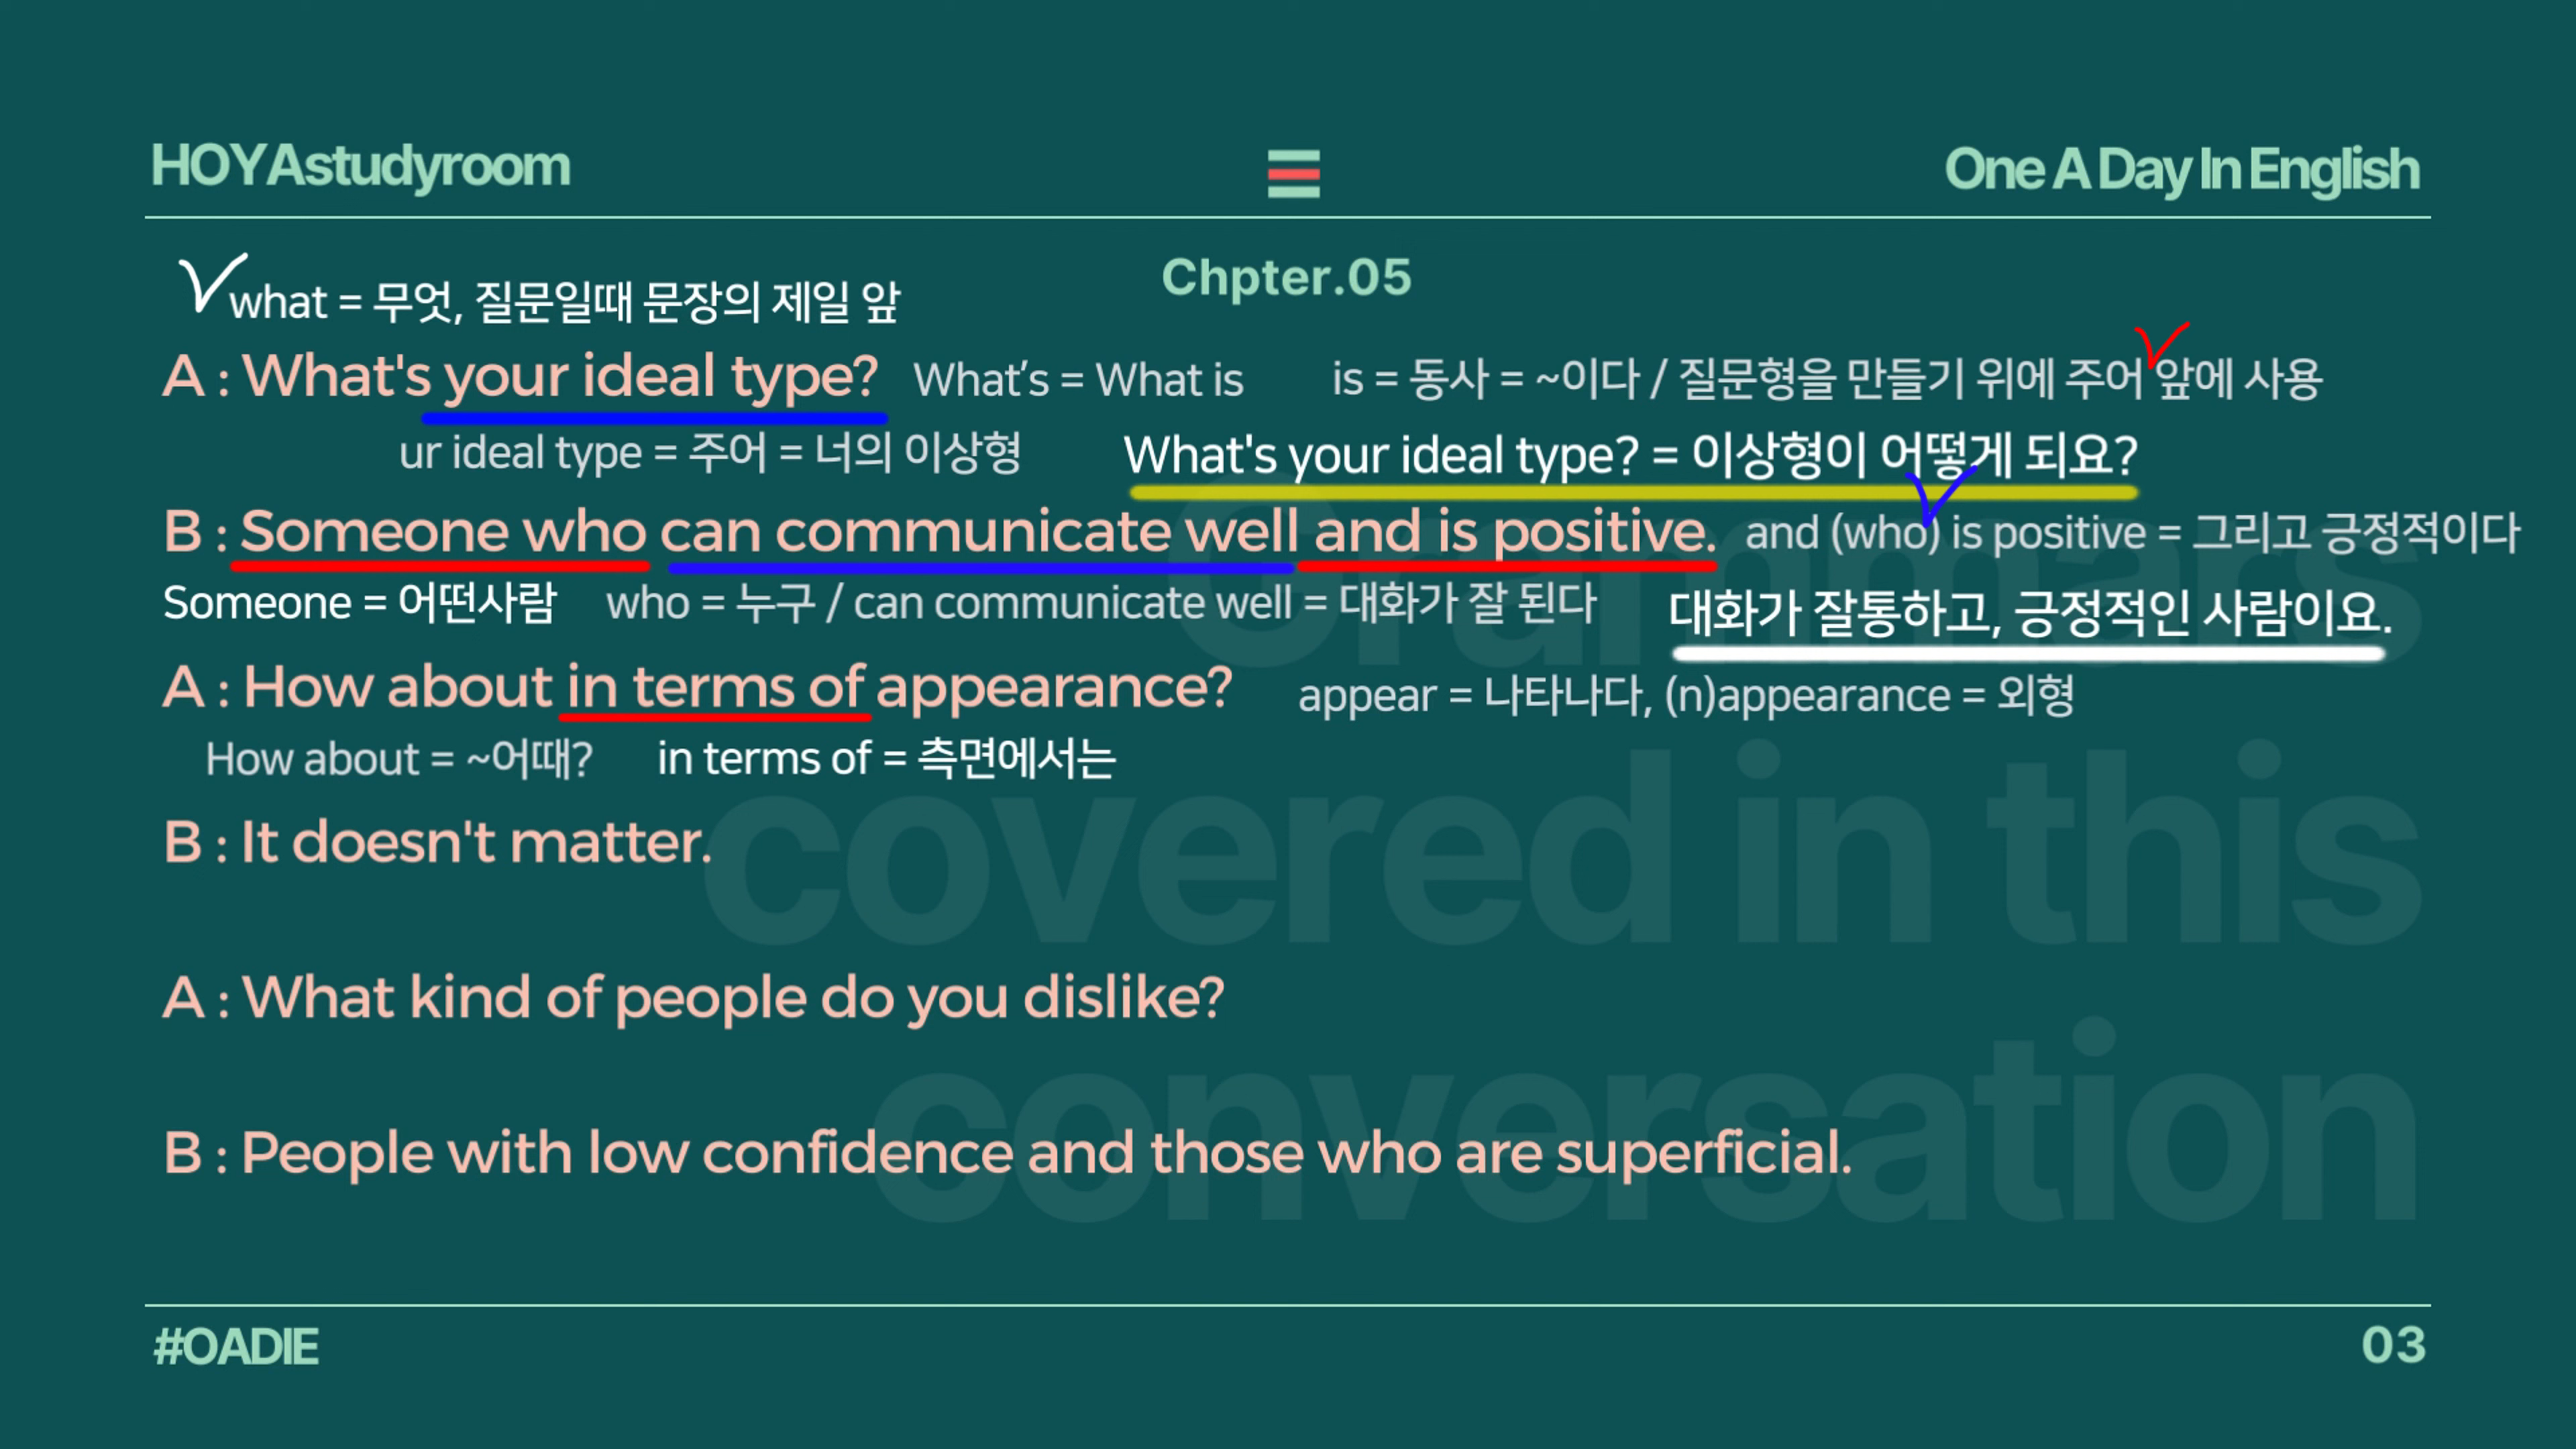 HOYAstudyroom
One A Day In English
Chpter.05
what = 무엇, 질문일때 문장의 제일 앞
A : What's your ideal type? What's = What is is = 동사 = ~이다 / 질문형을 만들기 위에 주어 앞에 사용
ur ideal type = 주어 = 너의 이상형 What's your ideal type? = 이상형이 어떻게 되요?
B : Someone who can communicate well and is positive. and (who) is positive = 그리고 긍정적이다
Someone = 어떤사람 who = 누구 / can communicate well = 대화가 잘 된다 대화가 잘통하고, 긍정적인 사람이요.
A : How about in terms of appearance? appear = 나타나다, (n)appearance = 외형
How about = ~어때? in terms of = 측면에서는
B : It doesn't matter.
A : What kind of people do you dislike?
B : People with low confidence and those who are superficial.
Grammars
covered in this
conversation
#OADIE
03